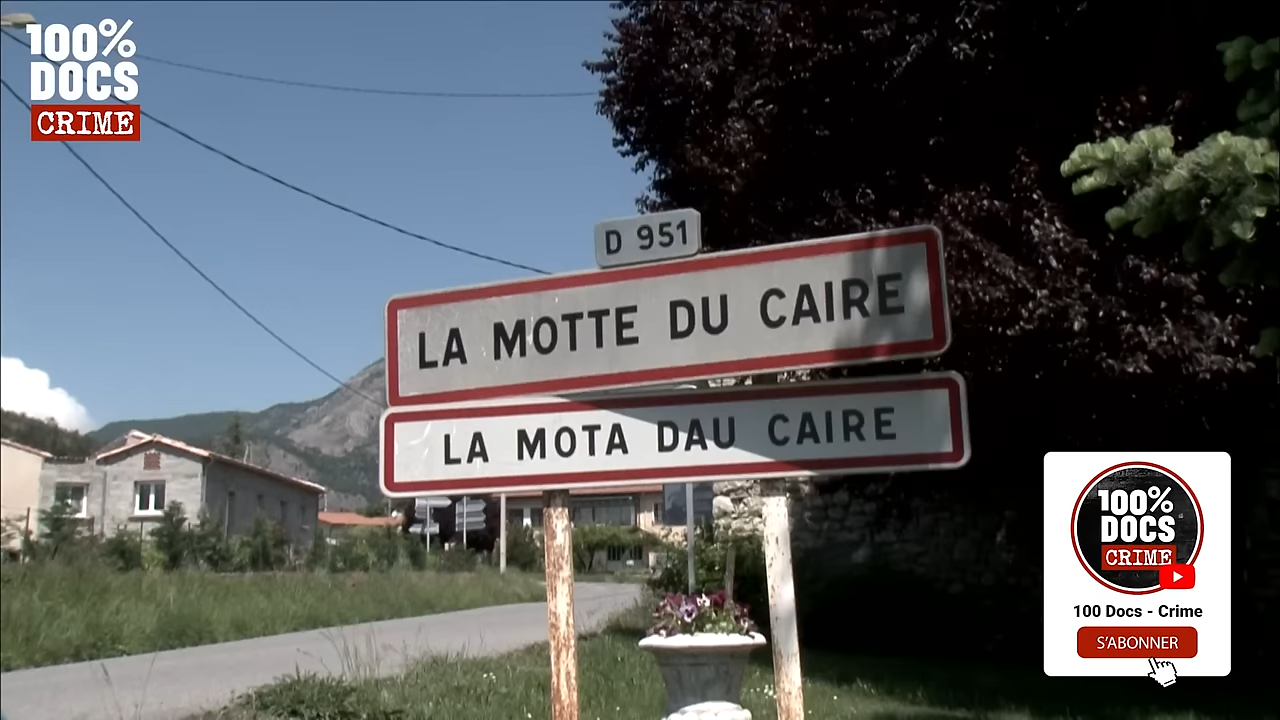 100%
DOCS
CRIME
D 951
LA MOTTE DU CAIRE
LA MOTA DAU CAIRE
100%
DOCS
CRIME
100 Docs - Crime
S'ABONNER